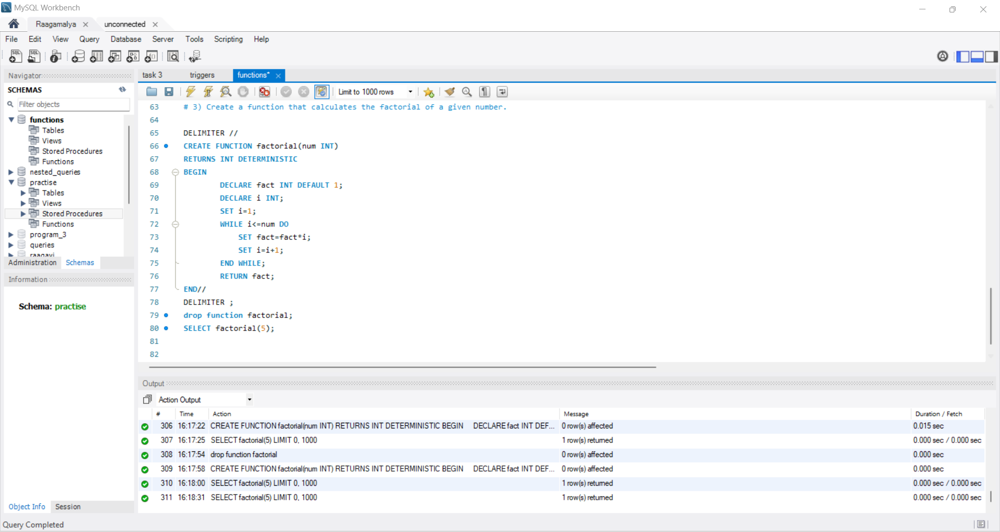 MySQL Workbench
Raagamalya
unconnected
File Edit View Query Database Server Tools Scripting Help
Navigator
SCHEMAS
Filter objects
functions
Tables
Views
Stored Procedures
Functions
nested_queries
practise
Tables
Views
Stored Procedures
Functions
program_3
queries
raagavi
Administration Schemas
Information
Schema: practise
Object Info Session
task 3 triggers functions*
Limit to 1000 rows
63 # 3) Create a function that calculates the factorial of a given number.
64
65 DELIMITER //
66 CREATE FUNCTION factorial(num INT)
67 RETURNS INT DETERMINISTIC
68 BEGIN
69 DECLARE fact INT DEFAULT 1;
70 DECLARE i INT;
71 SET i=1;
72 WHILE i<=num DO
73 SET fact=fact*i;
74 SET i=i+1;
75 END WHILE;
76 RETURN fact;
77 END//
78 DELIMITER ;
79 drop function factorial;
80 SELECT factorial(5);
81
82
Output
Action Output
# Time Action Message Duration / Fetch
306 16:17:22 CREATE FUNCTION factorial(num INT) RETURNS INT DETERMINISTIC BEGIN DECLARE fact INT DEF... 0 row(s) affected 0.015 sec
307 16:17:25 SELECT factorial(5) LIMIT 0, 1000 1 row(s) returned 0.000 sec / 0.000 sec
308 16:17:54 drop function factorial 0 row(s) affected 0.000 sec
309 16:17:58 CREATE FUNCTION factorial(num INT) RETURNS INT DETERMINISTIC BEGIN DECLARE fact INT DEF... 0 row(s) affected 0.000 sec
310 16:18:00 SELECT factorial(5) LIMIT 0, 1000 1 row(s) returned 0.000 sec / 0.000 sec
311 16:18:31 SELECT factorial(5) LIMIT 0, 1000 1 row(s) returned 0.000 sec / 0.000 sec
Query Completed